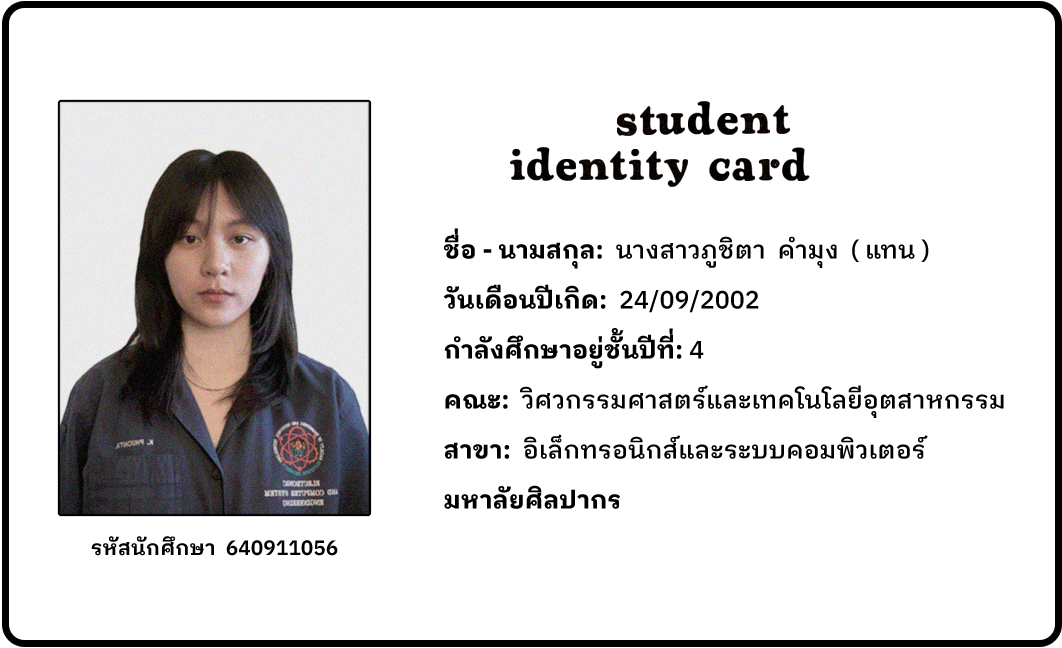 student
identity card
ชื่อ - นามสกุล: นางสาวภูชิตา คำมุง ( แทน )
วันเดือนปีเกิด: 24/09/2002
กำลังศึกษาอยู่ชั้นปีที่: 4
คณะ: วิศวกรรมศาสตร์และเทคโนโลยีอุตสาหกรรม
สาขา: อิเล็กทรอนิกส์และระบบคอมพิวเตอร์
มหาลัยศิลปากร
K. PHUCHITA
ELECTRONIC
AND COMPUTER SYSTEM
ENGINEERING
รหัสนักศึกษา 640911056